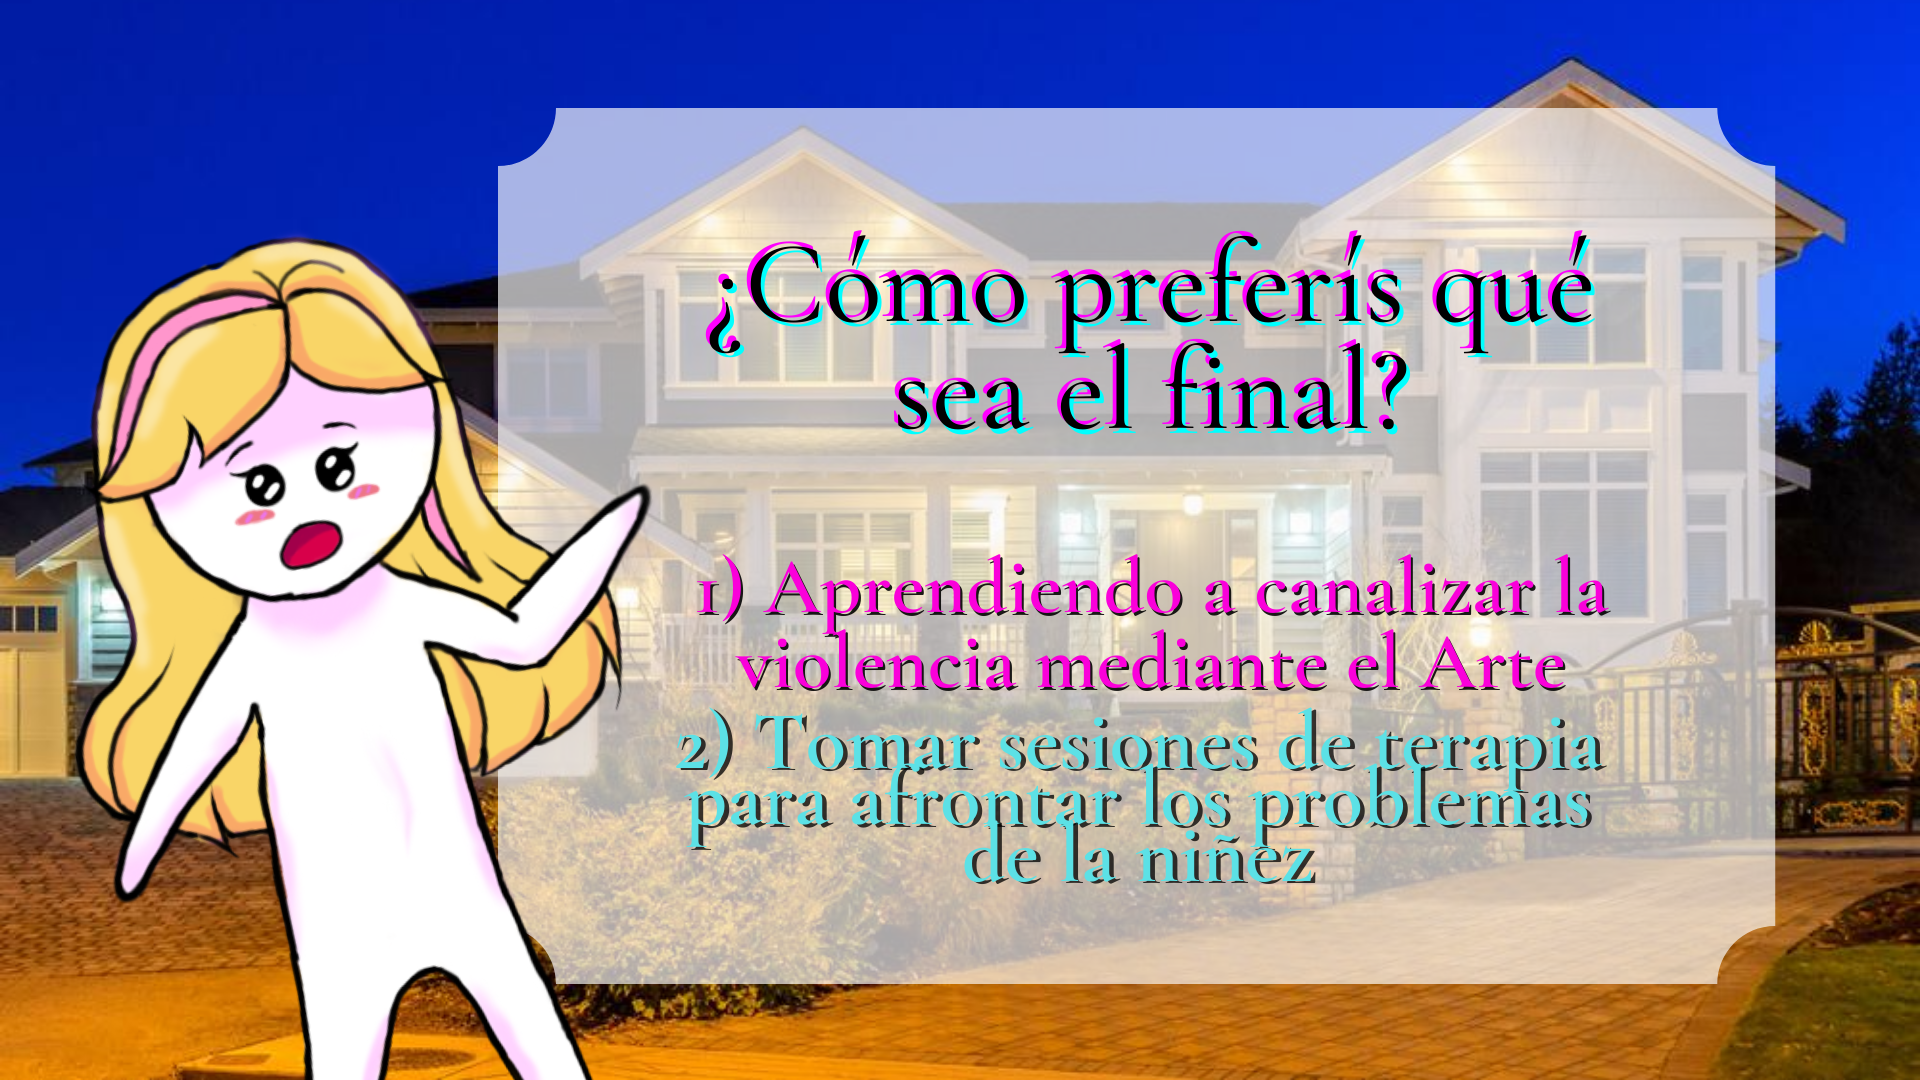 ¿Cómo preferís qué
sea el final?
1) Aprendiendo a canalizar la
violencia mediante el Arte
2) Tomar sesiones de terapia
para afrontar los problemas
de la niñez